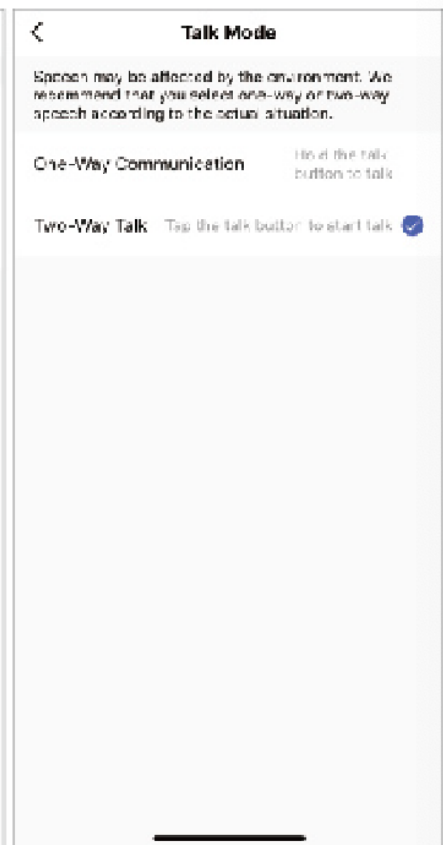 Talk Mode
Speech may be affected by the environment. We
recommend that you select one-way or two-way
speech according to the actual situation.
One-Way Communication
Hold the talk
button to talk
Two-Way Talk Tap the talk button to start talk